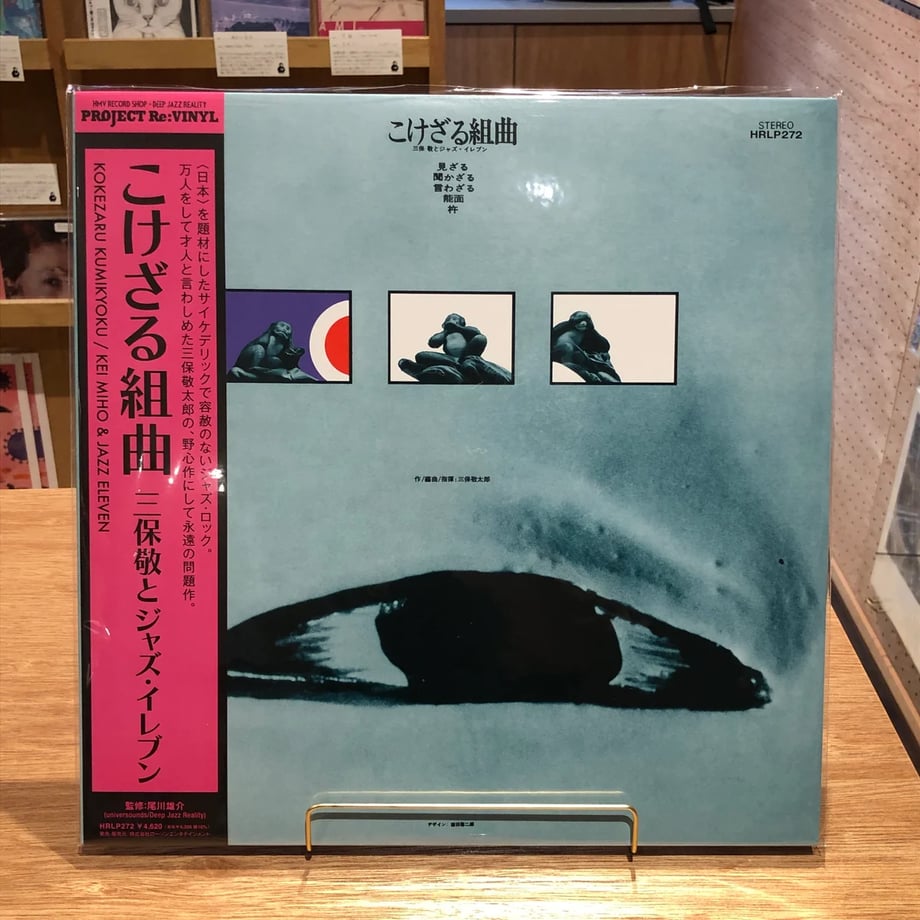 HMV RECORD SHOP × DEEP JAZZ REALITY
PROJECT Re:VINYL
〈日本〉を題材にしたサイケデリックで容赦のないジャズ・ロック。
万人をして才人と言わしめた三保敬太郎の、野心作にして永遠の問題作。
こけざる組曲 三保敬とジャズ・イレブン
KOKEZARU KUMIKYOKU / KEI MIHO & JAZZ ELEVEN
監修:尾川雄介
(universounds/Deep Jazz Reality)
HRLP272 ¥4,620
こけざる組曲
三保 敬とジャズ・イレブン
見ざる
聞かざる
言わざる
能面
杵
STEREO
HRLP272
作/編曲/指揮:三保敬太郎